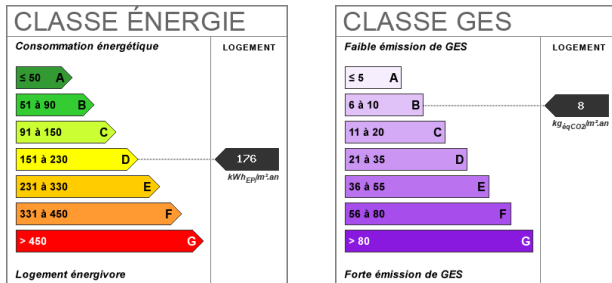 CLASSE ÉNERGIE
Consommation énergétique
LOGEMENT
≤ 50 A
51 à 90 B
91 à 150 C
151 à 230 D
176
kWhEP/m².an
231 à 330 E
331 à 450 F
> 450 G
Logement énergivore
CLASSE GES
Faible émission de GES
LOGEMENT
≤ 5 A
6 à 10 B
8
kgéqCO2/m².an
11 à 20 C
21 à 35 D
36 à 55 E
56 à 80 F
> 80 G
Forte émission de GES